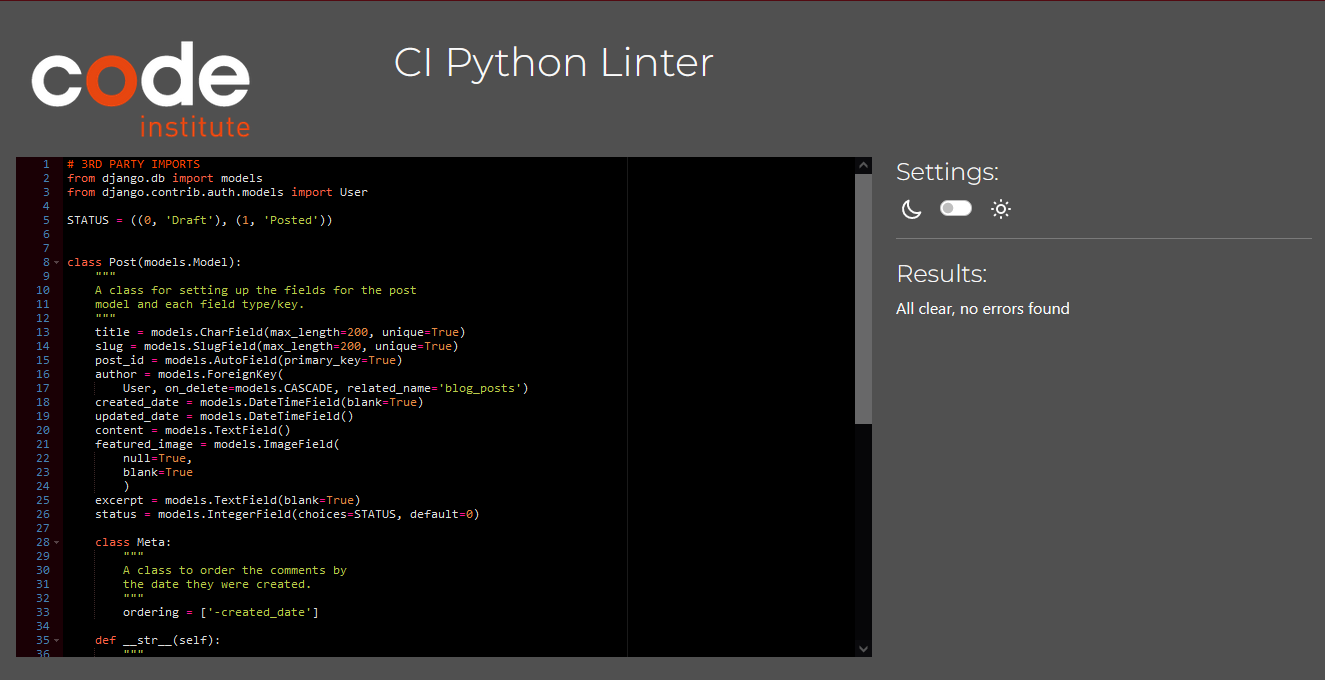 code
institute
CI Python Linter
1 # 3RD PARTY IMPORTS
2 from django.db import models
3 from django.contrib.auth.models import User
4
5 STATUS = ((0, 'Draft'), (1, 'Posted'))
6
7
8 class Post(models.Model):
9     """
10     A class for setting up the fields for the post
11     model and each field type/key.
12     """
13     title = models.CharField(max_length=200, unique=True)
14     slug = models.SlugField(max_length=200, unique=True)
15     post_id = models.AutoField(primary_key=True)
16     author = models.ForeignKey(
17         User, on_delete=models.CASCADE, related_name='blog_posts')
18     created_date = models.DateTimeField(blank=True)
19     updated_date = models.DateTimeField()
20     content = models.TextField()
21     featured_image = models.ImageField(
22         null=True,
23         blank=True
24         )
25     excerpt = models.TextField(blank=True)
26     status = models.IntegerField(choices=STATUS, default=0)
27
28     class Meta:
29         """
30         A class to order the comments by
31         the date they were created.
32         """
33         ordering = ['-created_date']
34
35     def __str__(self):
36         """
Settings:
Results:
All clear, no errors found